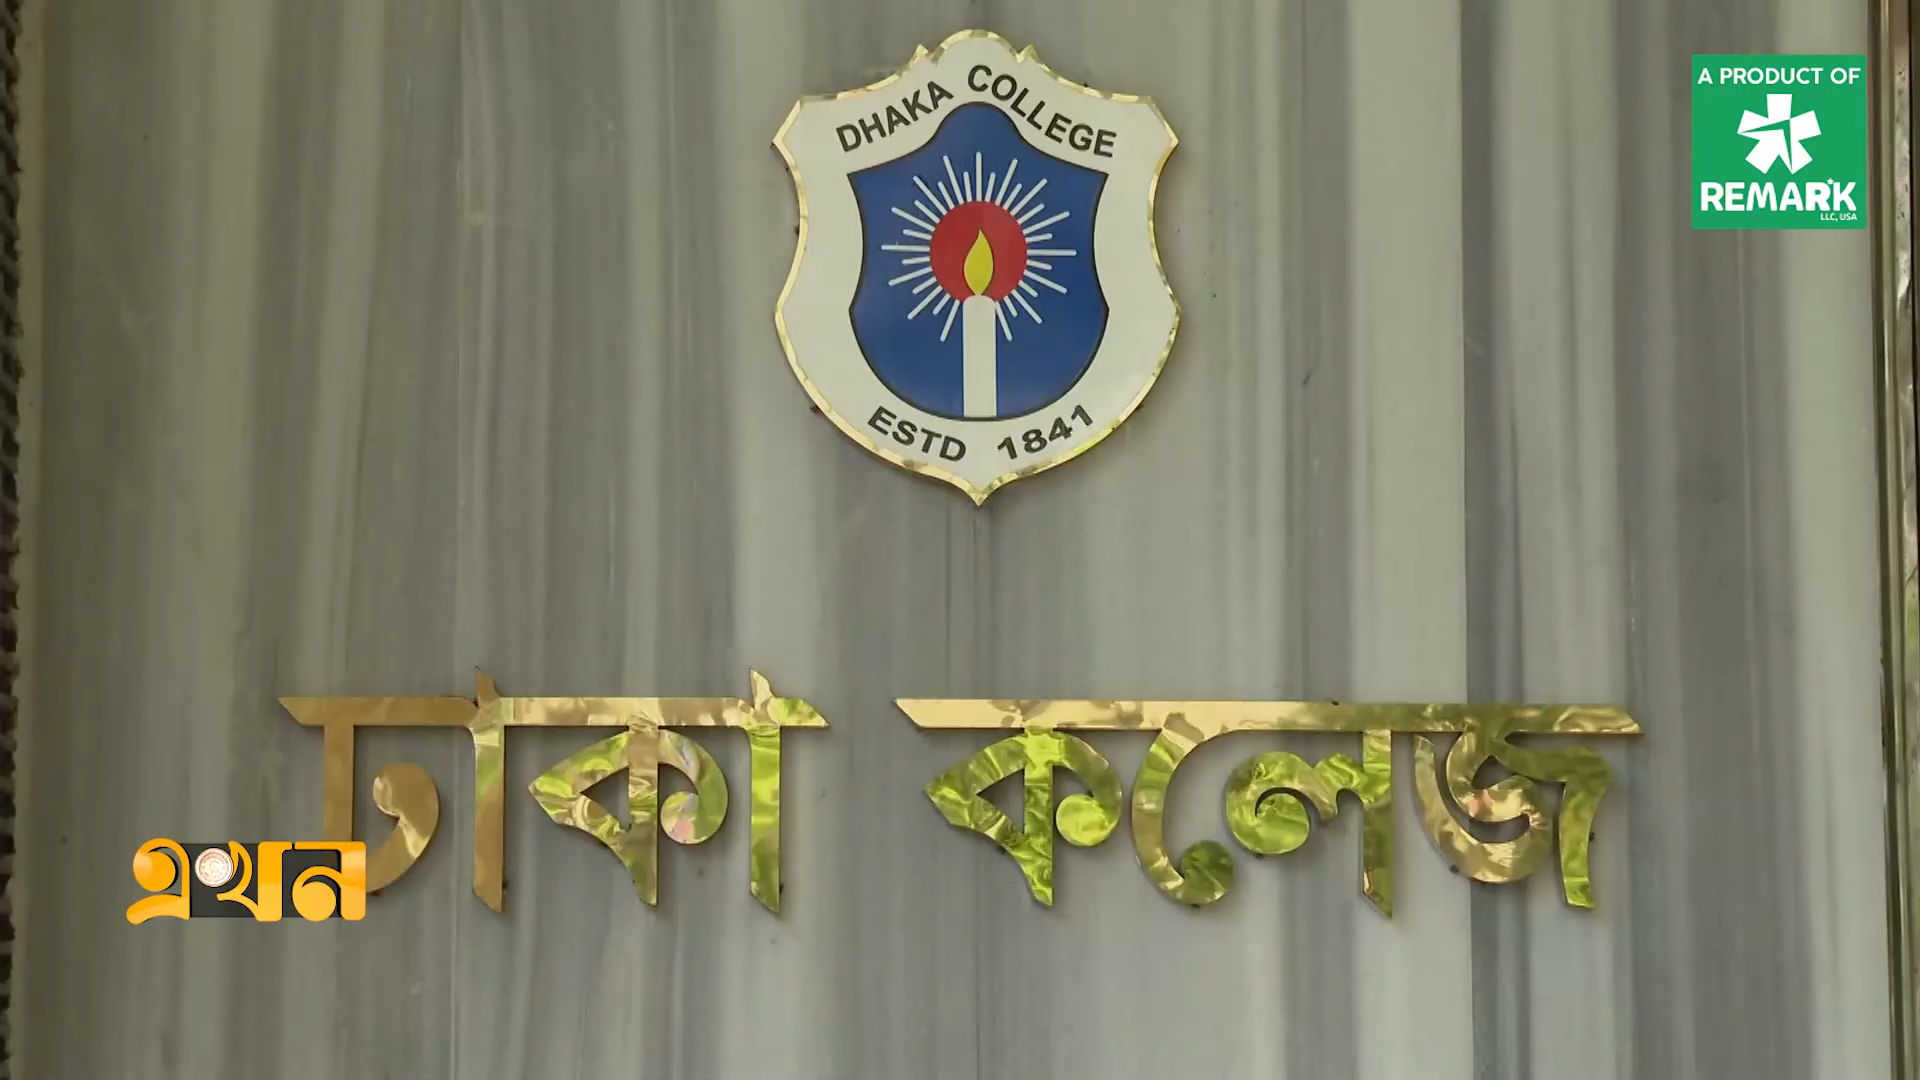 DHAKA COLLEGE
ESTD 1841
A PRODUCT OF
REMARK
LLC, USA
ঢাকা কলেজ
এখন